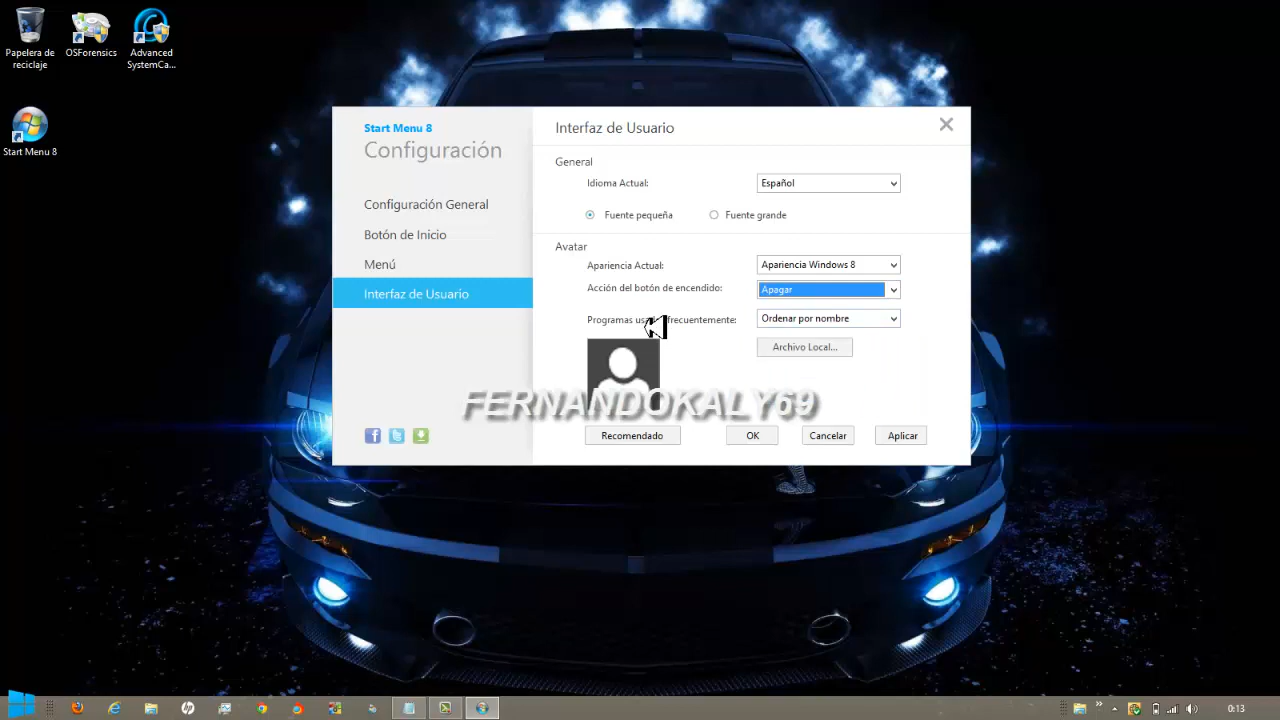 Papelera de
reciclaje
OSForensics
Advanced
SystemCa...
Start Menu 8
Start Menu 8
Configuración
Configuración General
Botón de Inicio
Menú
Interfaz de Usuario
Interfaz de Usuario
General
Idioma Actual:
Español
Fuente pequeña
Fuente grande
Avatar
Apariencia Actual:
Apariencia Windows 8
Acción del botón de encendido:
Apagar
Programas frecuentemente:
Ordenar por nombre
Archivo Local...
FERNANDOKALY69
Recomendado
OK
Cancelar
Aplicar
0:13